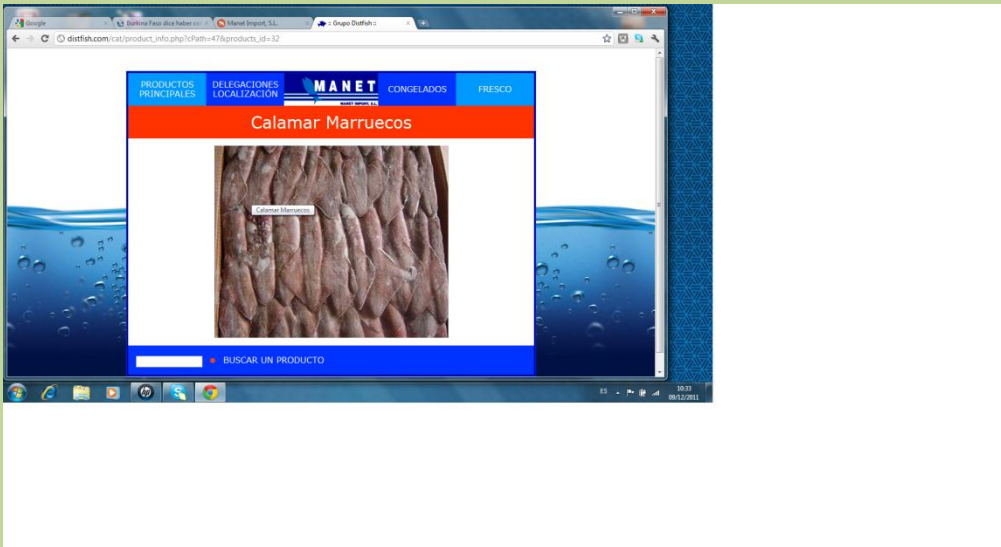 Google
Burkina Faso dice haber
Manet Import, S.L.
:: Grupo Distfish ::
distfish.com/cat/product_info.php?cPath=47&products_id=32
PRODUCTOS
PRINCIPALES
DELEGACIONES
LOCALIZACIÓN
MANET
MANET IMPORT, S.L.
CONGELADOS
FRESCO
Calamar Marruecos
Calamar Marruecos
BUSCAR UN PRODUCTO
ES
10:33
09/12/2011